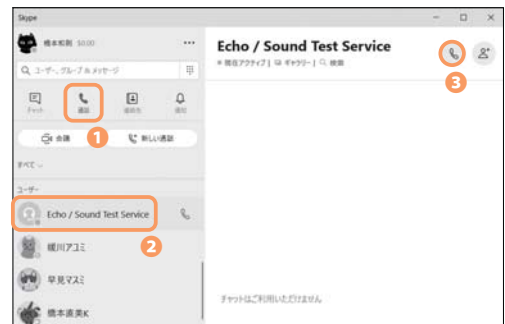 Skype
橋本和則 $0.00
Echo / Sound Test Service
現在アクティブ | ギャラリー | 検索
ユーザー、グループ & メッセージ
チャット 通話 連絡先 通知
会議 新しい通話
1
3
すべて
ユーザー
Echo / Sound Test Service
2
暖川アユミ
早見マスミ
橋本直美K
チャットはご利用いただけません